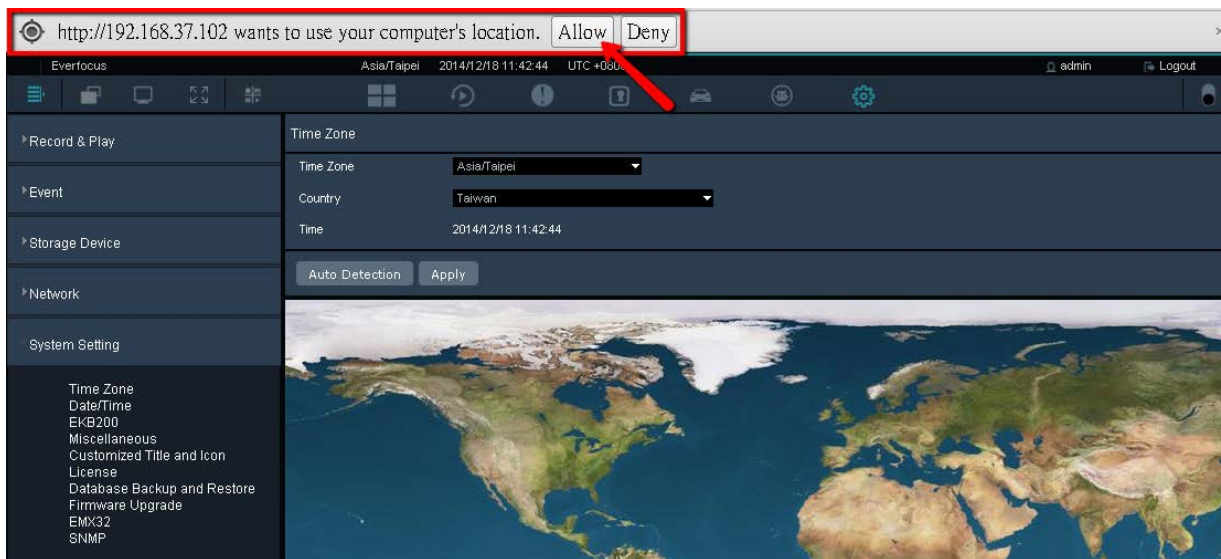 http://192.168.37.102 wants to use your computer's location. Allow Deny
Everfocus Asia/Taipei 2014/12/18 11:42:44 UTC +0800 admin Logout
Record & Play
Time Zone
Time Zone Asia/Taipei
Event
Country Taiwan
Time 2014/12/18 11:42:44
Storage Device
Auto Detection Apply
Network
System Setting
Time Zone
Date/Time
EKB200
Miscellaneous
Customized Title and Icon
License
Database Backup and Restore
Firmware Upgrade
EMX32
SNMP